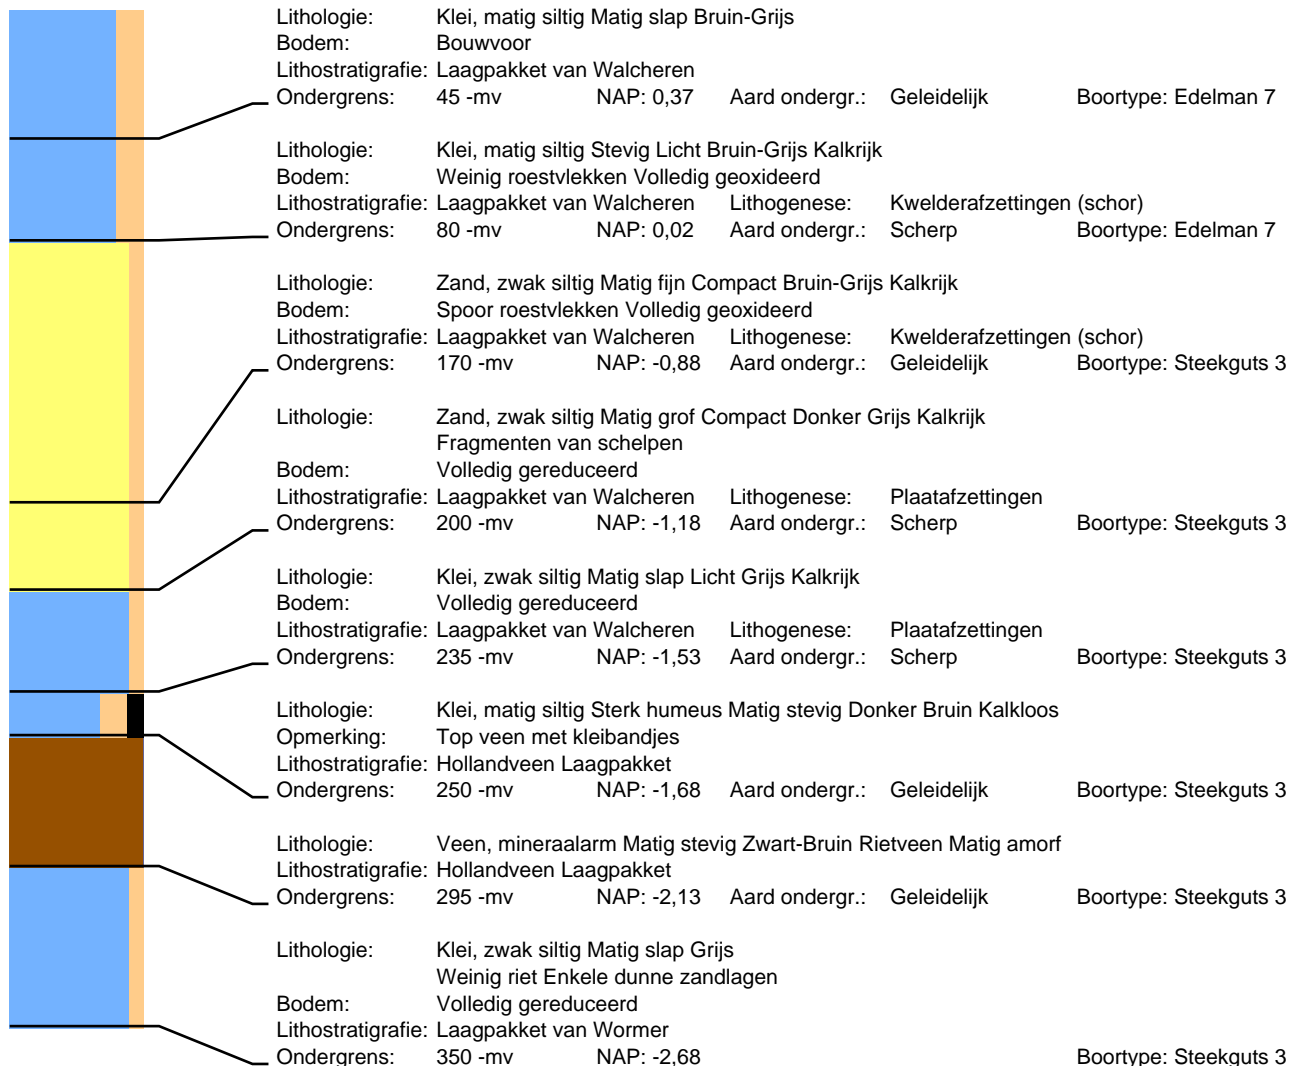 Lithologie: Klei, matig siltig Matig slap Bruin-Grijs
Bodem: Bouwvoor
Lithostratigrafie: Laagpakket van Walcheren
Ondergrens: 45 -mv NAP: 0,37 Aard ondergr.: Geleidelijk Boortype: Edelman 7
Lithologie: Klei, matig siltig Stevig Licht Bruin-Grijs Kalkrijk
Bodem: Weinig roestvlekken Volledig geoxideerd
Lithostratigrafie: Laagpakket van Walcheren Lithogenese: Kwelderafzettingen (schor)
Ondergrens: 80 -mv NAP: 0,02 Aard ondergr.: Scherp Boortype: Edelman 7
Lithologie: Zand, zwak siltig Matig fijn Compact Bruin-Grijs Kalkrijk
Bodem: Spoor roestvlekken Volledig geoxideerd
Lithostratigrafie: Laagpakket van Walcheren Lithogenese: Kwelderafzettingen (schor)
Ondergrens: 170 -mv NAP: -0,88 Aard ondergr.: Geleidelijk Boortype: Steekguts 3
Lithologie: Zand, zwak siltig Matig grof Compact Donker Grijs Kalkrijk
Fragmenten van schelpen
Bodem: Volledig gereduceerd
Lithostratigrafie: Laagpakket van Walcheren Lithogenese: Plaatafzettingen
Ondergrens: 200 -mv NAP: -1,18 Aard ondergr.: Scherp Boortype: Steekguts 3
Lithologie: Klei, zwak siltig Matig slap Licht Grijs Kalkrijk
Bodem: Volledig gereduceerd
Lithostratigrafie: Laagpakket van Walcheren Lithogenese: Plaatafzettingen
Ondergrens: 235 -mv NAP: -1,53 Aard ondergr.: Scherp Boortype: Steekguts 3
Lithologie: Klei, matig siltig Sterk humeus Matig stevig Donker Bruin Kalkloos
Opmerking: Top veen met kleibandjes
Lithostratigrafie: Hollandveen Laagpakket
Ondergrens: 250 -mv NAP: -1,68 Aard ondergr.: Geleidelijk Boortype: Steekguts 3
Lithologie: Veen, mineraalarm Matig stevig Zwart-Bruin Rietveen Matig amorf
Lithostratigrafie: Hollandveen Laagpakket
Ondergrens: 295 -mv NAP: -2,13 Aard ondergr.: Geleidelijk Boortype: Steekguts 3
Lithologie: Klei, zwak siltig Matig slap Grijs
Weinig riet Enkele dunne zandlagen
Bodem: Volledig gereduceerd
Lithostratigrafie: Laagpakket van Wormer
Ondergrens: 350 -mv NAP: -2,68 Boortype: Steekguts 3